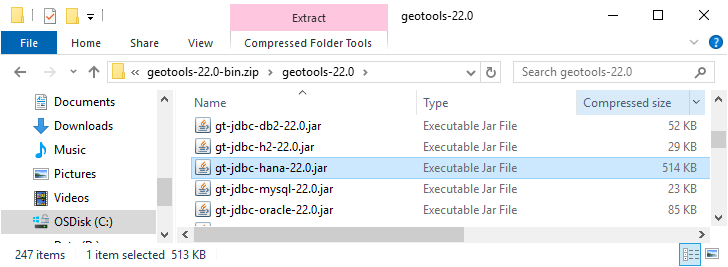 Extract
geotools-22.0
File
Compressed Folder Tools
« geotools-22.0-bin.zip > geotools-22.0 >
Search geotools-22.0
Documents
Downloads
Music
Pictures
Videos
OSDisk (C:)
Name
Type
Compressed size
gt-jdbc-db2-22.0.jar Executable Jar File 52 KB
gt-jdbc-h2-22.0.jar Executable Jar File 29 KB
gt-jdbc-hana-22.0.jar Executable Jar File 514 KB
gt-jdbc-mysql-22.0.jar Executable Jar File 23 KB
gt-jdbc-oracle-22.0.jar Executable Jar File 85 KB
247 items 1 item selected 513 KB